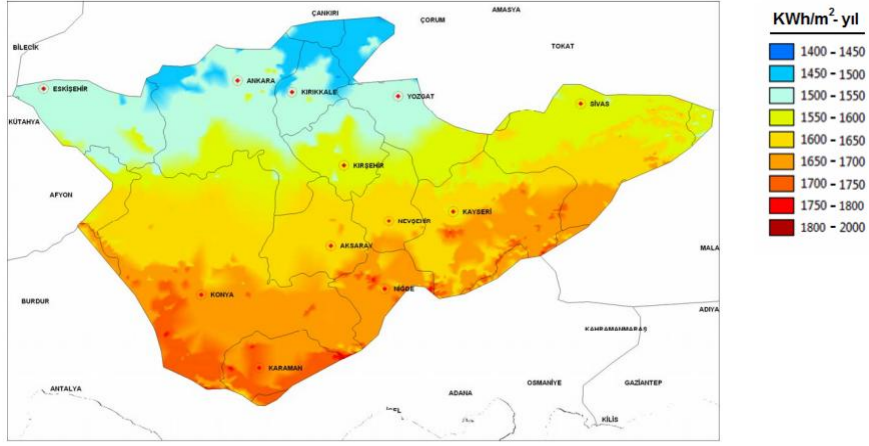 AMASYA
ÇANKIRI
ÇORUM
BİLECİK
TOKAT
ANKARA
ESKİŞEHİR
KIRIKKALE
YOZGAT
SİVAS
KÜTAHYA
KIRŞEHİR
AFYON
KAYSERİ
NEVŞEHİR
AKSARAY
MALA
NİĞDE
KONYA
BURDUR
ADIYA
KAHRAMANMARAŞ
KARAMAN
ANTALYA
ADANA
OSMANİYE
GAZİANTEP
KİLİS
KWh/m²- yıl
1400 - 1450
1450 - 1500
1500 - 1550
1550 - 1600
1600 - 1650
1650 - 1700
1700 - 1750
1750 - 1800
1800 - 2000